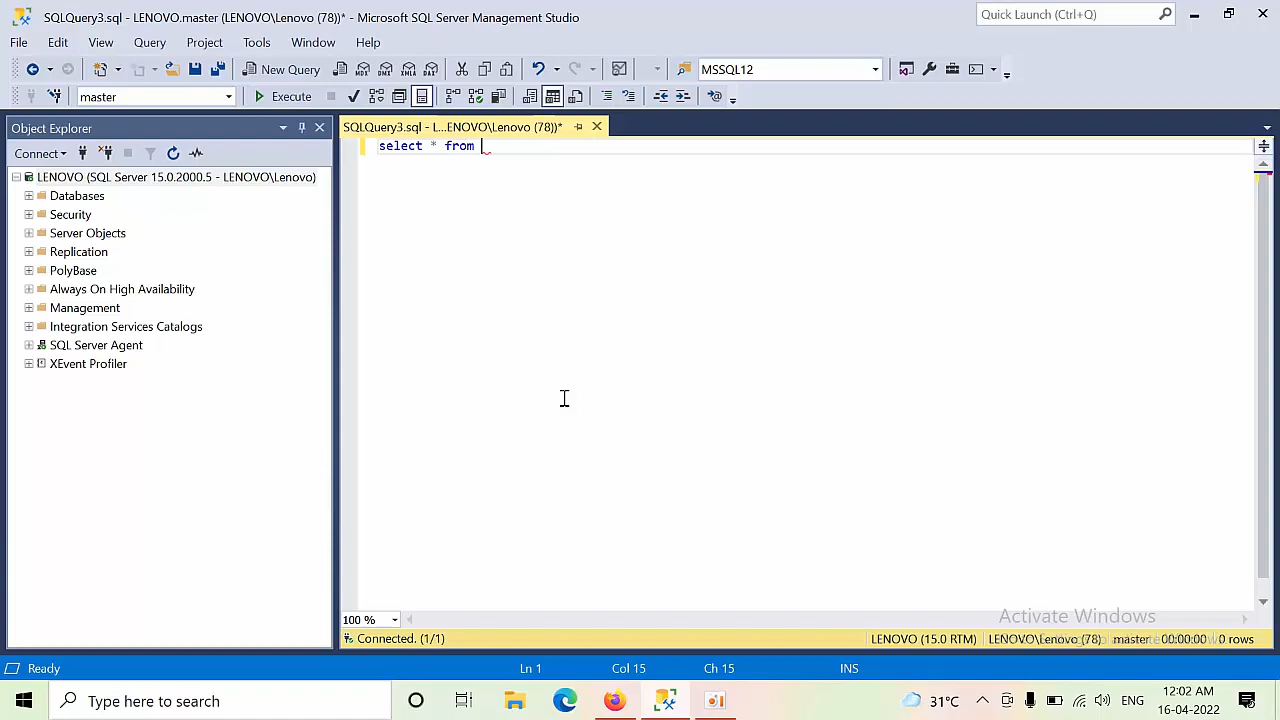 SQLQuery3.sql - LENOVO.master (LENOVO\Lenovo (78))* - Microsoft SQL Server Management Studio
Quick Launch (Ctrl+Q)
File Edit View Query Project Tools Window Help
New Query MDX DMX XMLA DAX MSSQL12
master Execute
Object Explorer
SQLQuery3.sql - L...ENOVO\Lenovo (78))*
select * from
Connect
LENOVO (SQL Server 15.0.2000.5 - LENOVO\Lenovo)
Databases
Security
Server Objects
Replication
PolyBase
Always On High Availability
Management
Integration Services Catalogs
SQL Server Agent
XEvent Profiler
Activate Windows
100 %
Connected. (1/1) LENOVO (15.0 RTM) LENOVO\Lenovo (78) master 00:00:00 0 rows
Ready Ln 1 Col 15 Ch 15 INS
Type here to search 31°C ENG 12:02 AM
16-04-2022